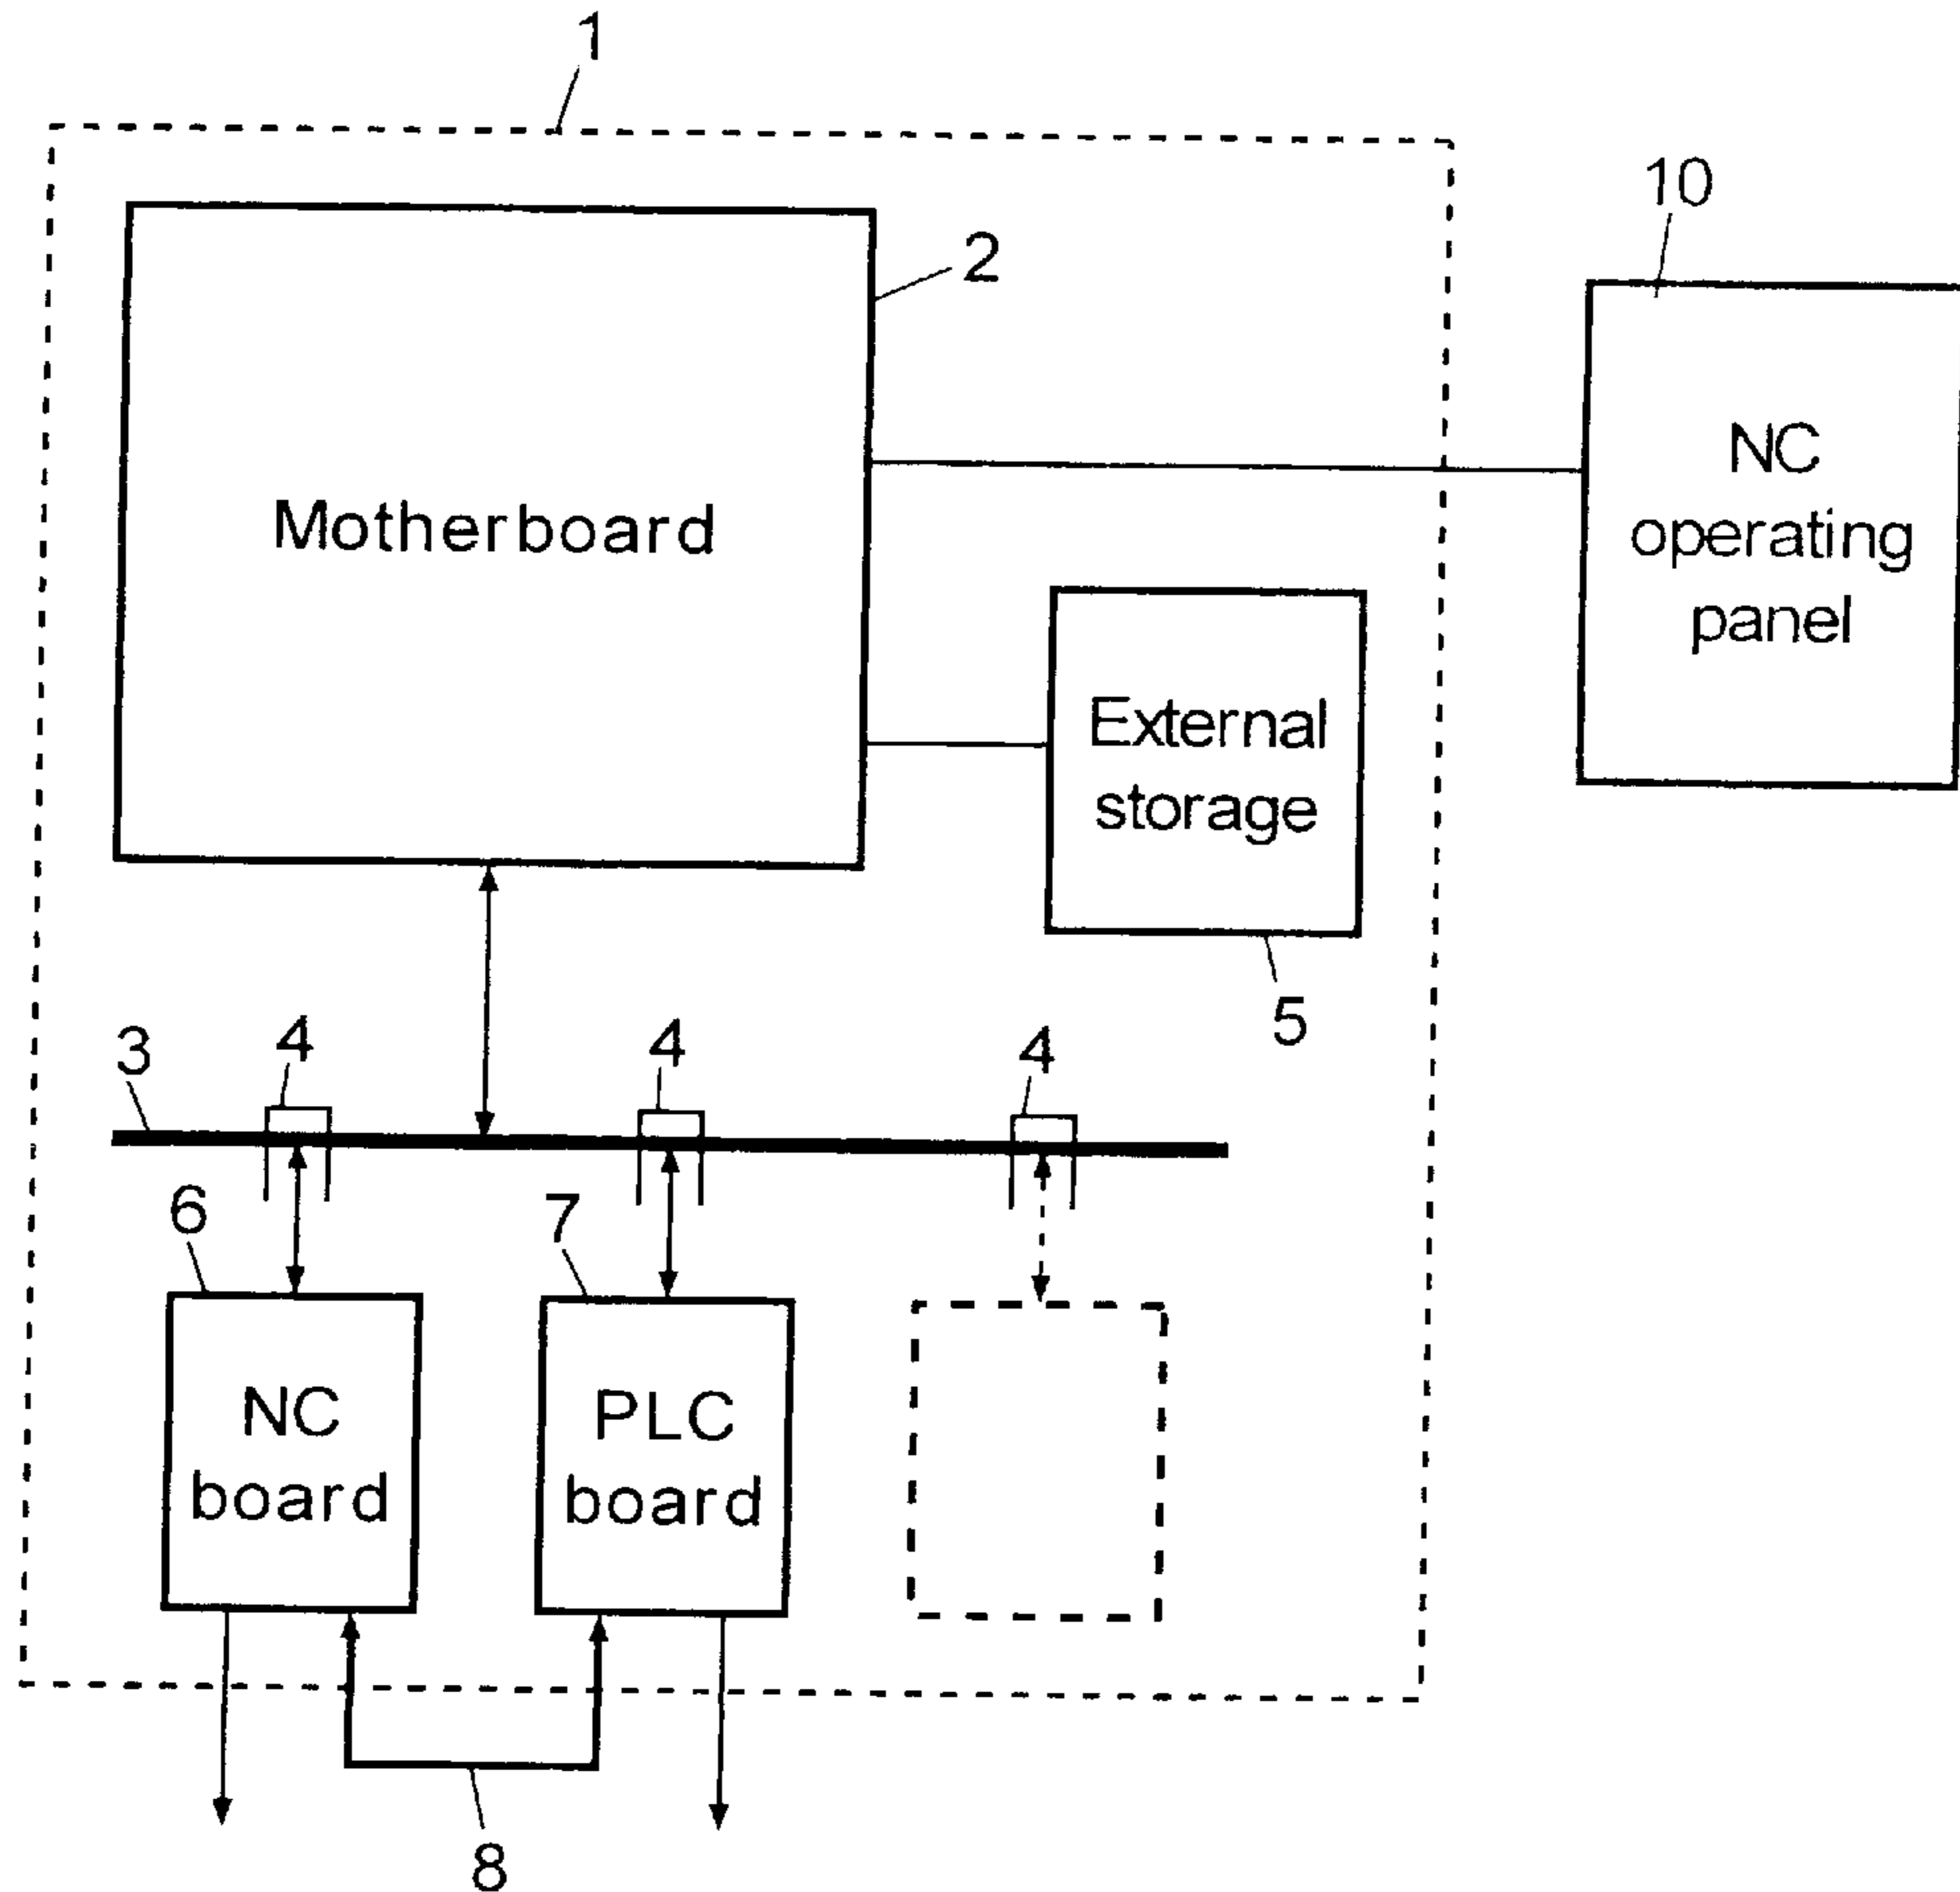 1
10
2
Motherboard
NC
operating
panel
External
storage
5
3
4
4
4
6
7
NC
board
PLC
board
8